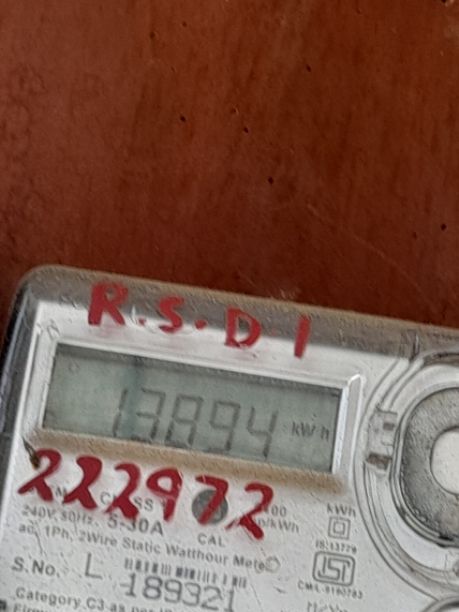 R.S.D.1
13894 kWh
222972
240V, 50Hz, 5-30A
CAL
kWh
ac, 1Ph, 2Wire Static Watthour Meter
IS:13779
S.No. L
189321